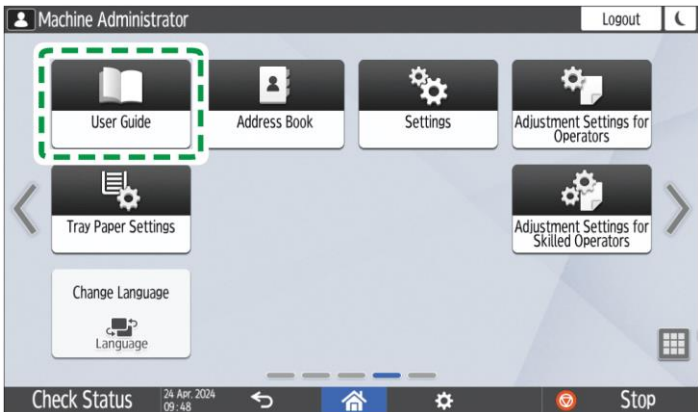 Machine Administrator
Logout
User Guide
Address Book
Settings
Adjustment Settings for
Operators
Tray Paper Settings
Adjustment Settings for
Skilled Operators
Change Language
Language
Check Status
24 Apr. 2024
09:48
Stop